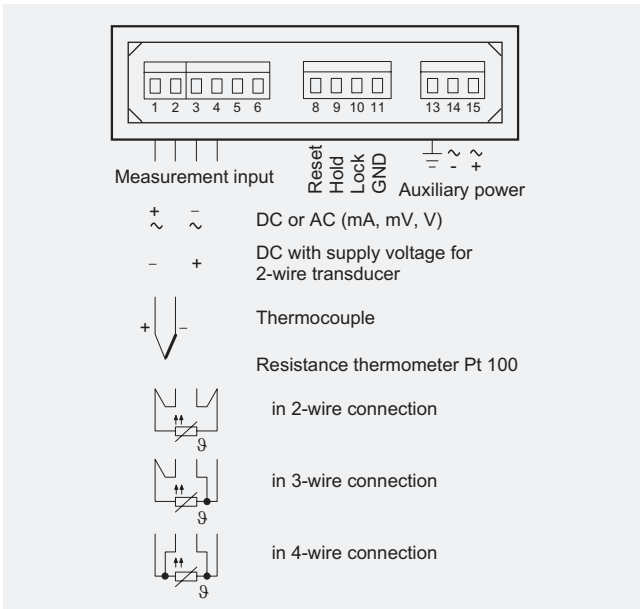 1 2 3 4 5 6 8 9 10 11 13 14 15
Measurement input
Reset
Hold
Lock
GND
~ ~
- +
Auxiliary power
+ −
~ ~
DC or AC (mA, mV, V)
− +
DC with supply voltage for
2-wire transducer
+ −
Thermocouple
Resistance thermometer Pt 100
in 2-wire connection
ϑ
in 3-wire connection
ϑ
in 4-wire connection
ϑ